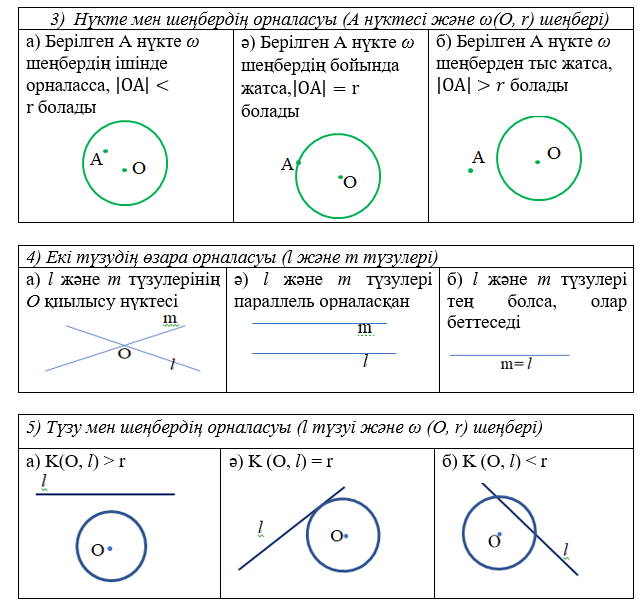 3) Нүкте мен шеңбердің орналасуы (А нүктесі және ω(O, r) шеңбері)
а) Берілген А нүкте ω
шеңбердің ішінде
орналасса, |OA| <
r болады
A
O
ә) Берілген А нүкте ω
шеңбердің бойында
жатса,|OA| = r
болады
A
O
б) Берілген А нүкте ω
шеңберден тыс жатса,
|OA| > r болады
A
O
4) Екі түзудің өзара орналасуы (l және m түзулері)
а) l және m түзулерінің
O қиылысу нүктесі
m
O
l
ә) l және m түзулері
параллель орналасқан
m
l
б) l және m түзулері
тең болса, олар
беттеседі
m=l
5) Түзу мен шеңбердің орналасуы (l түзуі және ω (O, r) шеңбері)
а) K(O, l) > r
l
O
ә) K (O, l) = r
l
O
б) K (O, l) < r
O
l